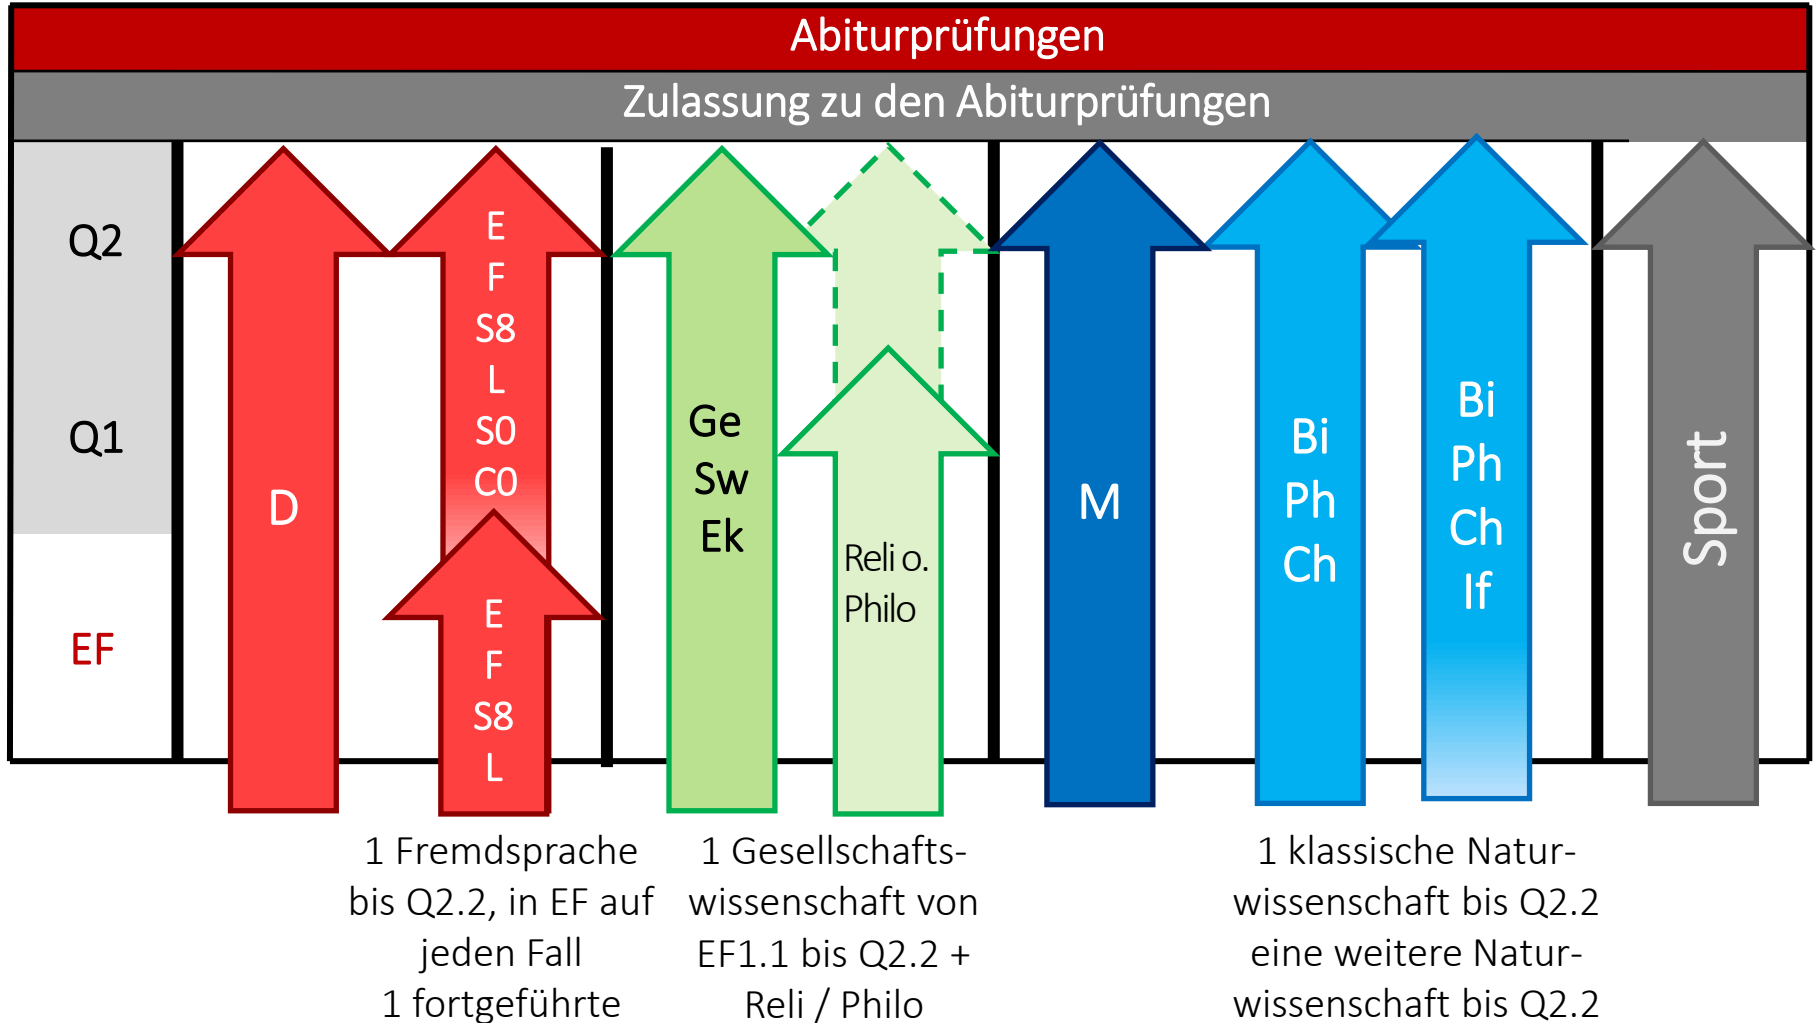 Abiturprüfungen
Zulassung zu den Abiturprüfungen
Q2
Q1
EF
D
E
F
S8
L
S0
C0
E
F
S8
L
Ge
Sw
Ek
Reli o.
Philo
M
Bi
Ph
Ch
Bi
Ph
Ch
If
Sport
1 Fremdsprache
bis Q2.2, in EF auf
jeden Fall
1 fortgeführte
1 Gesellschafts-
wissenschaft von
EF1.1 bis Q2.2 +
Reli / Philo
1 klassische Natur-
wissenschaft bis Q2.2
eine weitere Natur-
wissenschaft bis Q2.2